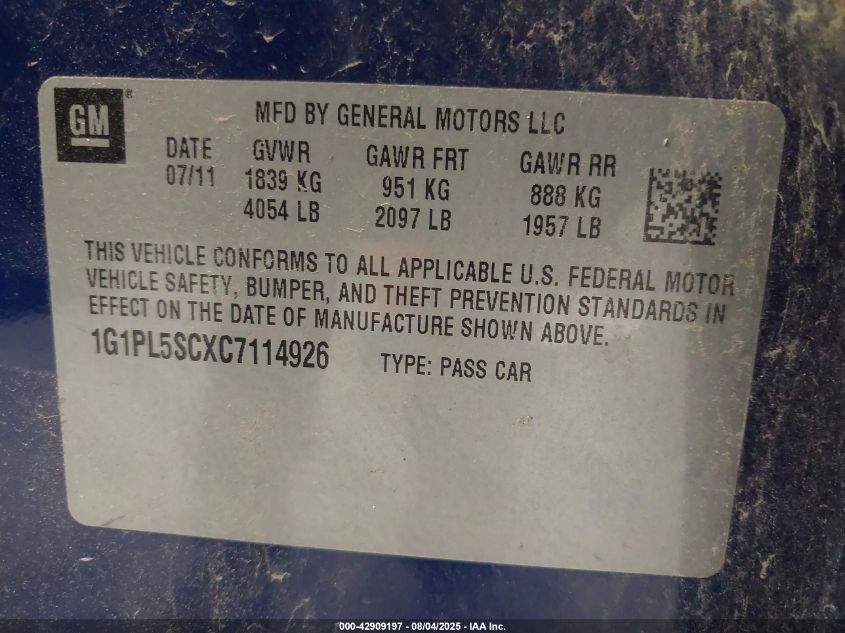 GM®
MFD BY GENERAL MOTORS LLC
DATE GVWR GAWR FRT GAWR RR
07/11 1839 KG 951 KG 888 KG
4054 LB 2097 LB 1957 LB
THIS VEHICLE CONFORMS TO ALL APPLICABLE U.S. FEDERAL MOTOR
VEHICLE SAFETY, BUMPER, AND THEFT PREVENTION STANDARDS IN
EFFECT ON THE DATE OF MANUFACTURE SHOWN ABOVE.
1G1PL5SCXC7114926 TYPE: PASS CAR
000-42909197 - 08/04/2025 - IAA Inc.